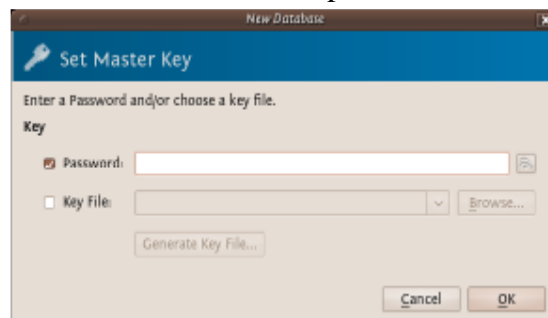 New Database
Set Master Key
Enter a Password and/or choose a key file.
Key
Password:
Key File:
Browse...
Generate Key File...
Cancel
OK